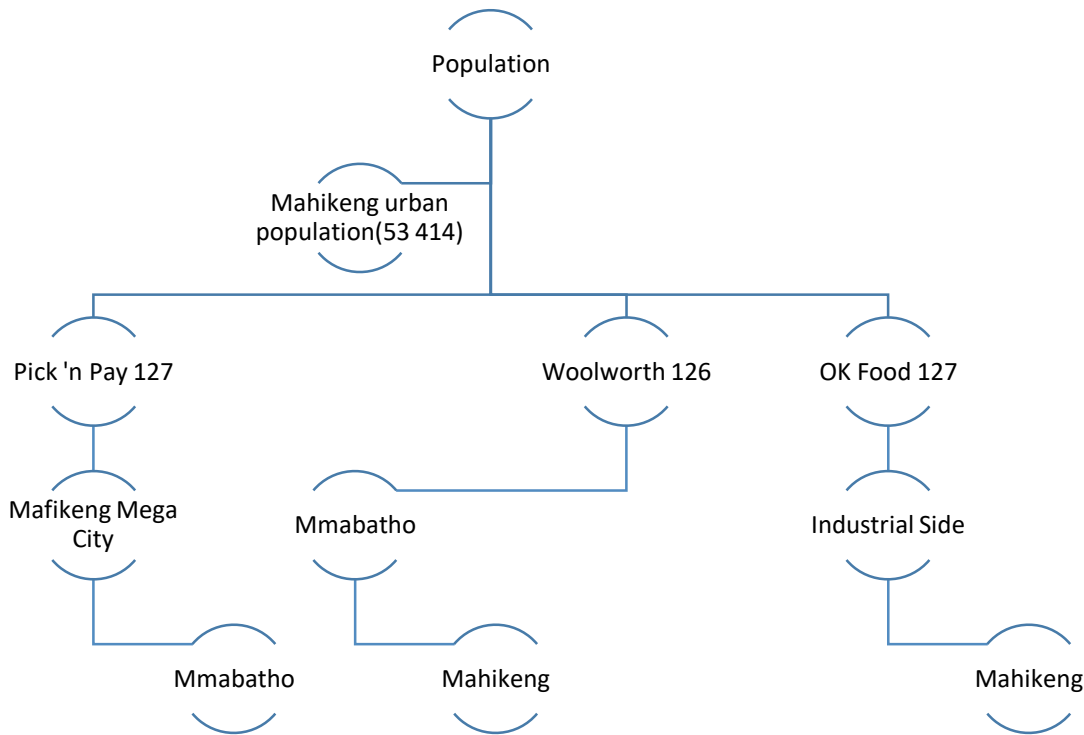 Population
Mahikeng urban
population(53 414)
Pick 'n Pay 127
Woolworth 126
OK Food 127
Mafikeng Mega
City
Mmabatho
Industrial Side
Mmabatho
Mahikeng
Mahikeng